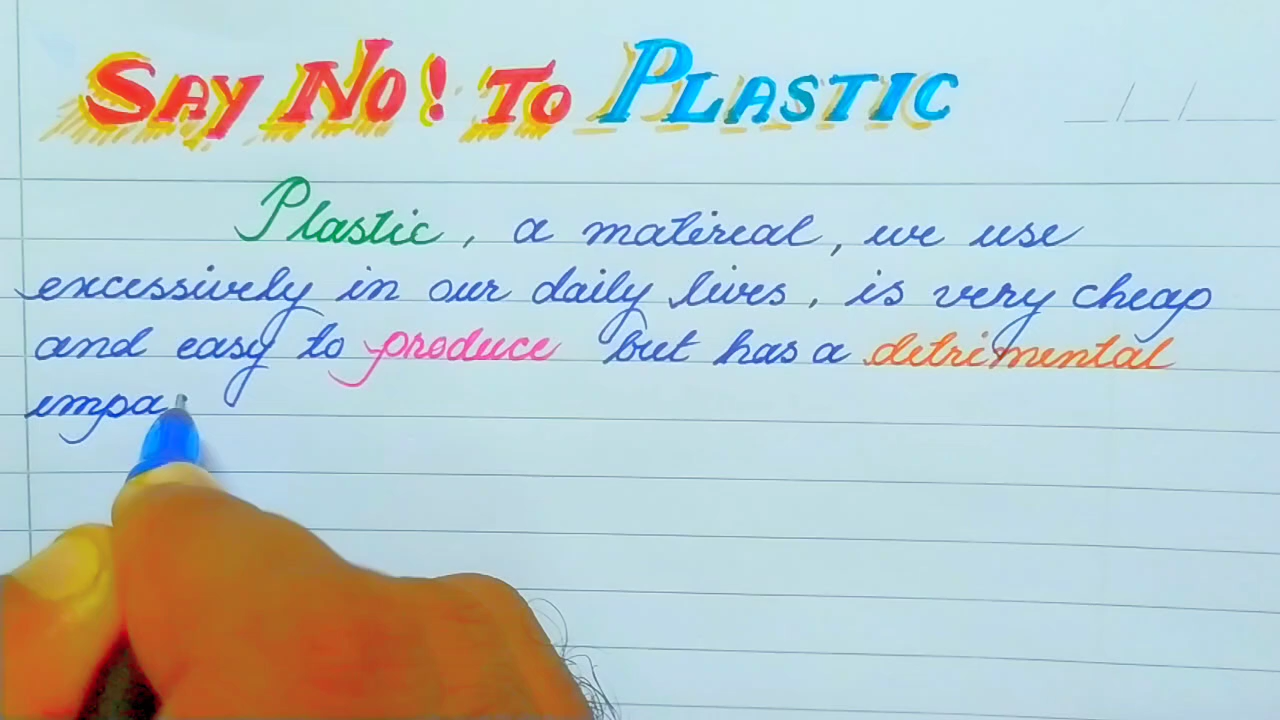 SAY NO! TO PLASTIC
Plastic, a material, we use
excessively in our daily lives, is very cheap
and easy to produce but has a detrimental
impa